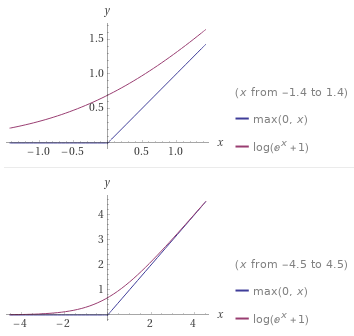 y
1.5
1.0
0.5
−1.0 −0.5 0.5 1.0 x
(x from −1.4 to 1.4)
max(0, x)
log(eˣ+1)
y
4
3
2
1
−4 −2 2 4 x
(x from −4.5 to 4.5)
max(0, x)
log(eˣ+1)